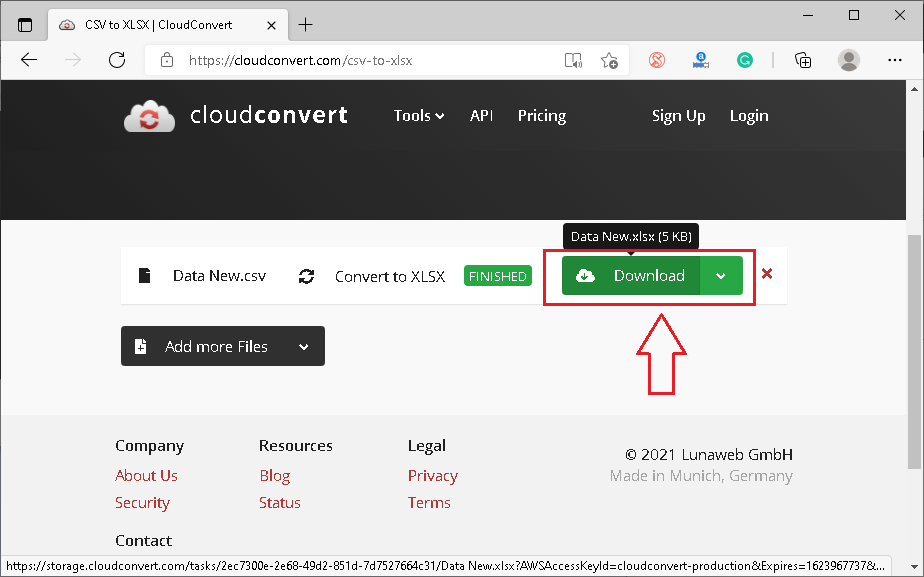 CSV to XLSX | CloudConvert
https://cloudconvert.com/csv-to-xlsx
cloudconvert Tools API Pricing Sign Up Login
Data New.xlsx (5 KB)
Data New.csv Convert to XLSX FINISHED Download
Add more Files
Company Resources Legal © 2021 Lunaweb GmbH
About Us Blog Privacy Made in Munich, Germany
Security Status Terms
Contact
https://storage.cloudconvert.com/tasks/2ec7300e-2e68-49d2-851d-7d7527664c31/Data New.xlsx?AWSAccessKeyId=cloudconvert-production&Expires=1623967737&...